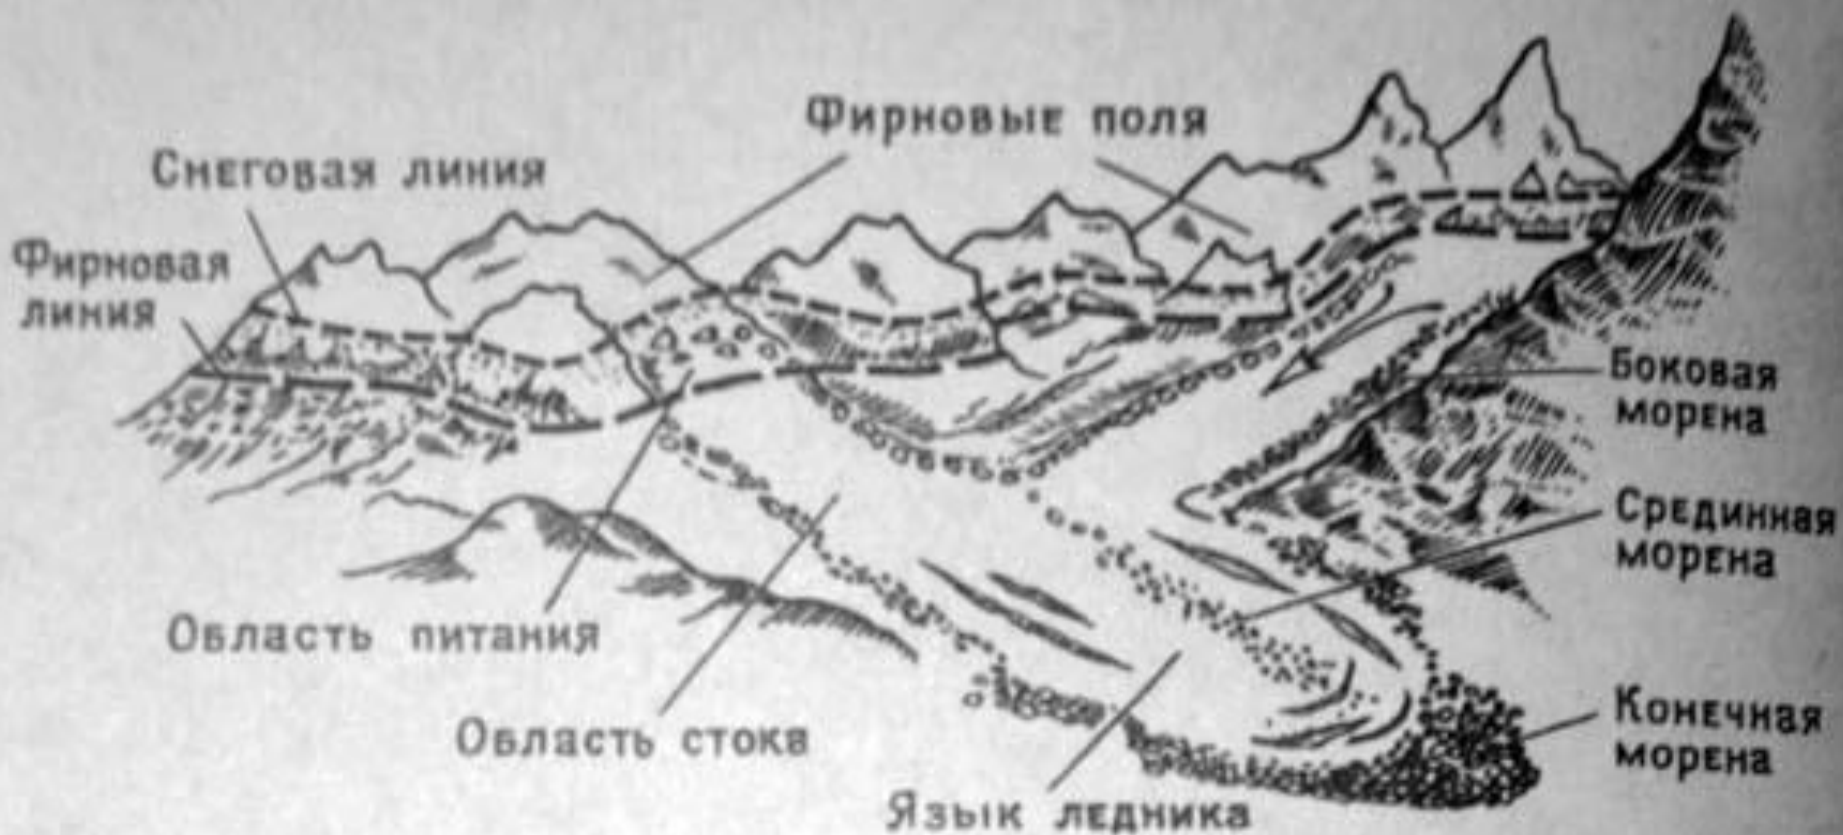 Фирновые поля
Снеговая линия
Фирновая
линия
Боковая
морена
Срединная
морена
Область питания
Область стока
Конечная
морена
Язык ледника